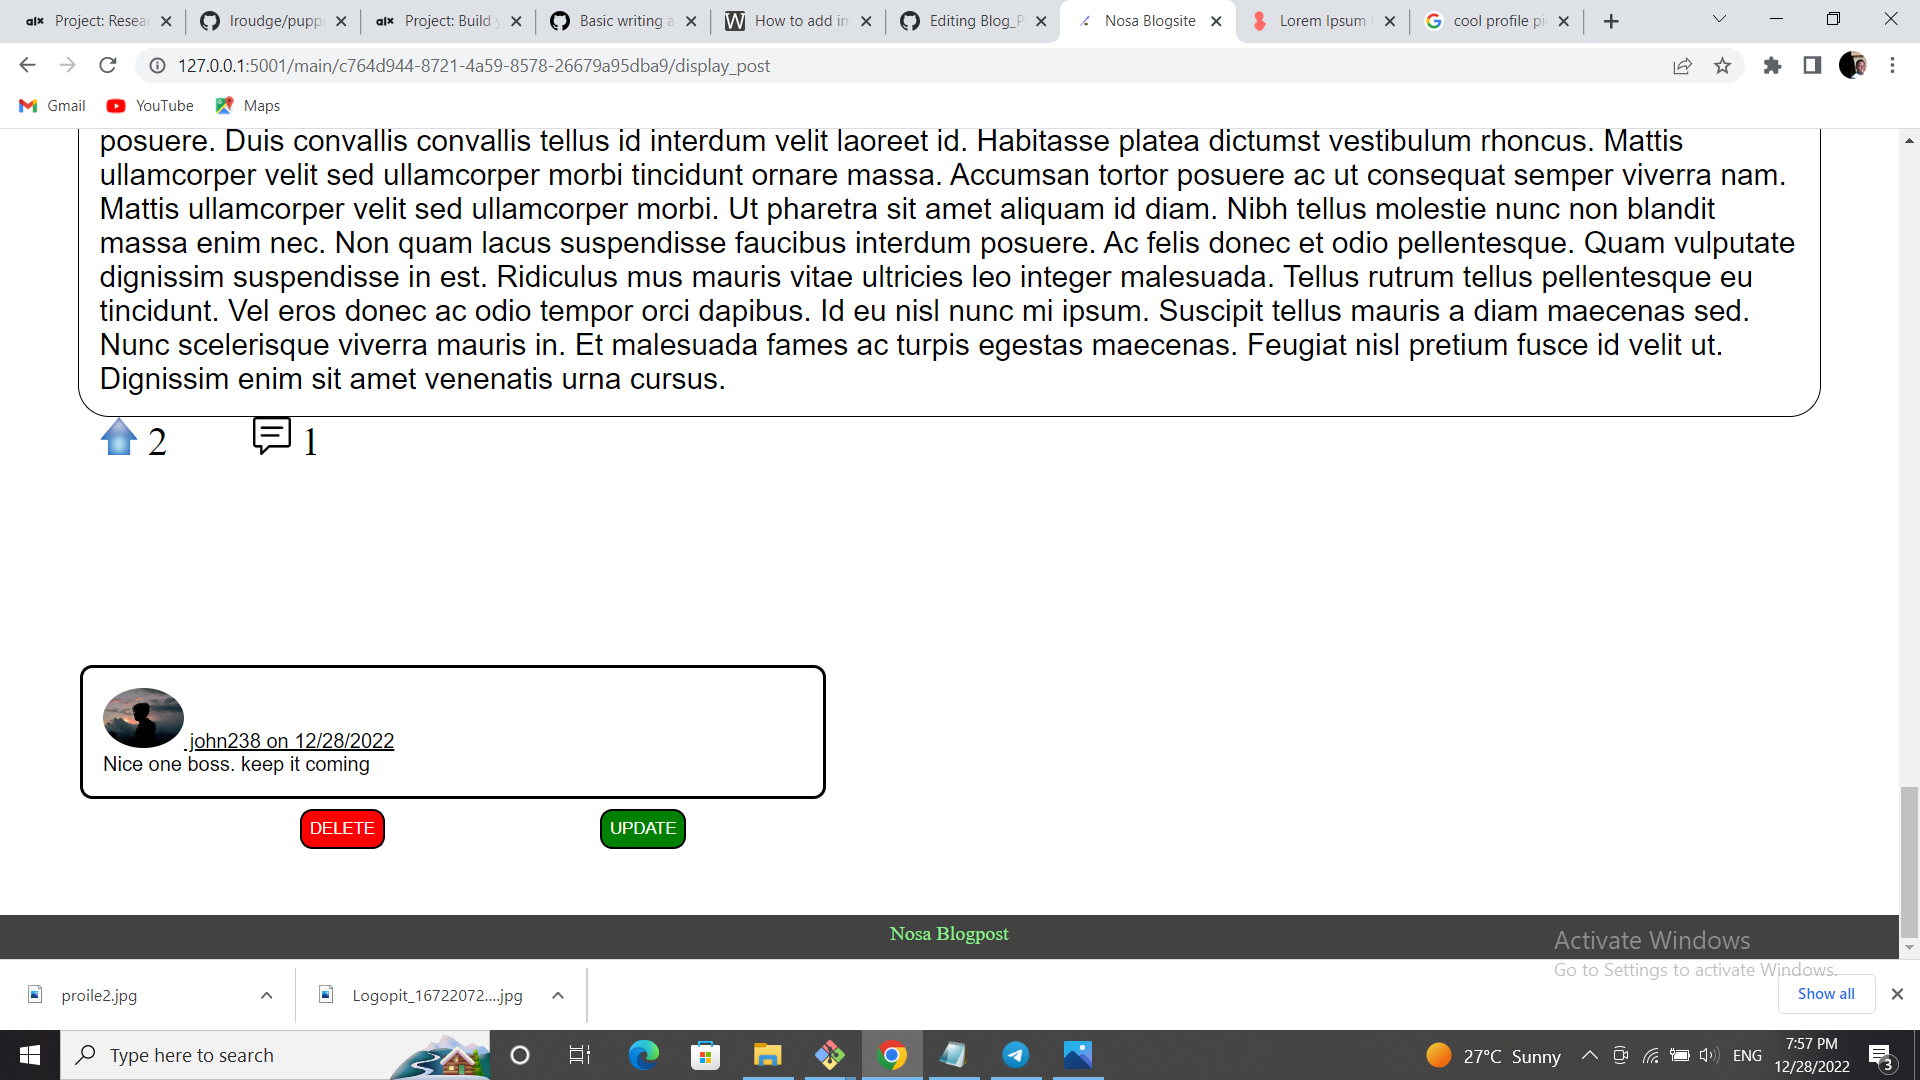 Project: Resea
Iroudge/pupp
Project: Build y
Basic writing a
How to add im
Editing Blog_P
Nosa Blogsite
Lorem Ipsum
cool profile pi
127.0.0.1:5001/main/c764d944-8721-4a59-8578-26679a95dba9/display_post
Gmail YouTube Maps
posuere. Duis convallis convallis tellus id interdum velit laoreet id. Habitasse platea dictumst vestibulum rhoncus. Mattis
ullamcorper velit sed ullamcorper morbi tincidunt ornare massa. Accumsan tortor posuere ac ut consequat semper viverra nam.
Mattis ullamcorper velit sed ullamcorper morbi. Ut pharetra sit amet aliquam id diam. Nibh tellus molestie nunc non blandit
massa enim nec. Non quam lacus suspendisse faucibus interdum posuere. Ac felis donec et odio pellentesque. Quam vulputate
dignissim suspendisse in est. Ridiculus mus mauris vitae ultricies leo integer malesuada. Tellus rutrum tellus pellentesque eu
tincidunt. Vel eros donec ac odio tempor orci dapibus. Id eu nisl nunc mi ipsum. Suscipit tellus mauris a diam maecenas sed.
Nunc scelerisque viverra mauris in. Et malesuada fames ac turpis egestas maecenas. Feugiat nisl pretium fusce id velit ut.
Dignissim enim sit amet venenatis urna cursus.
2 1
john238 on 12/28/2022
Nice one boss. keep it coming
DELETE UPDATE
Nosa Blogpost
Activate Windows
Go to Settings to activate Windows.
proile2.jpg
Logopit_16722072....jpg
Show all
Type here to search
27°C Sunny
ENG
7:57 PM
12/28/2022
3